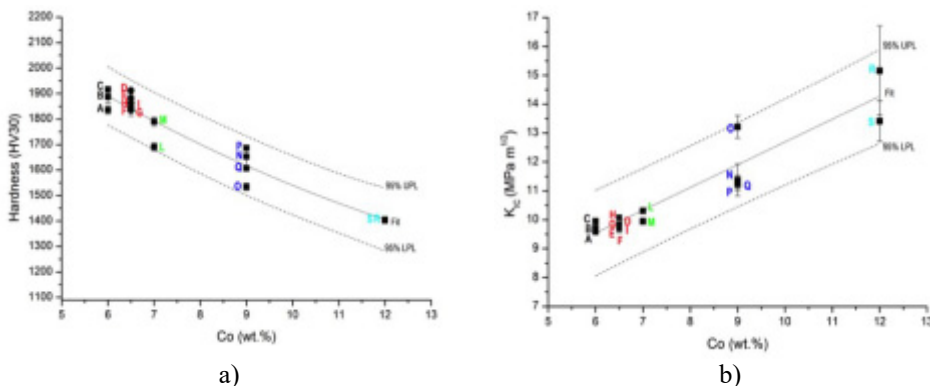 2200
2100
2000
1900
1800
1700
1600
1500
1400
1300
1200
1100
Hardness (HV30)
C
B
A
D
I
F
G
M
L
P
N
Q
O
95% UPL
Fit
95% LPL
5 6 7 8 9 10 11 12 13
Co (wt.%)
a)
17
16
15
14
13
12
11
10
9
8
7
K_IC (MPa m^1/2)
95% UPL
R
Fit
S
95% LPL
O
N
Q
P
L
M
H
D
I
E
F
C
B
A
5 6 7 8 9 10 11 12 13
Co (wt.%)
b)